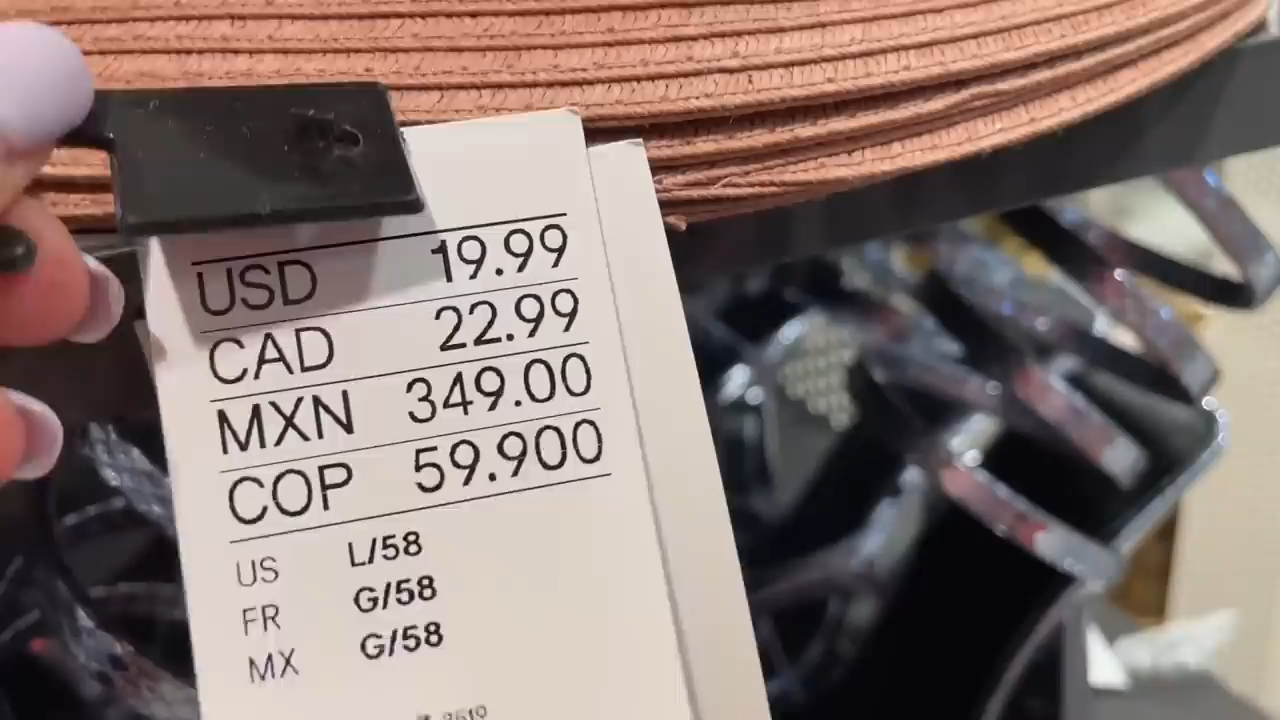 USD 19.99
CAD 22.99
MXN 349.00
COP 59.900
US L/58
FR G/58
MX G/58